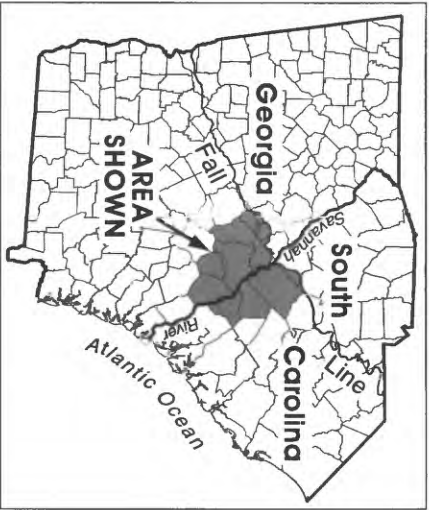 Georgia
Fall
AREA
SHOWN
Savannah
South
River
Carolina
Line
Atlantic Ocean